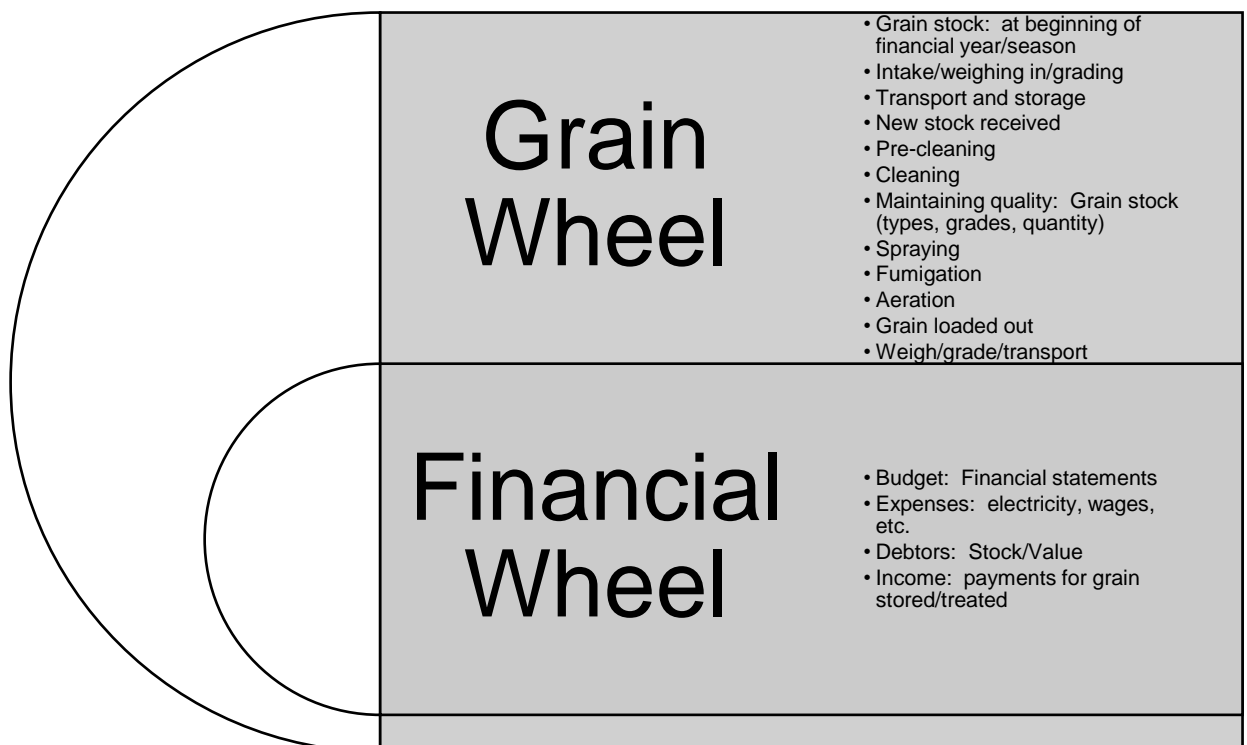 Grain
Wheel
• Grain stock: at beginning of
financial year/season
• Intake/weighing in/grading
• Transport and storage
• New stock received
• Pre-cleaning
• Cleaning
• Maintaining quality: Grain stock
(types, grades, quantity)
• Spraying
• Fumigation
• Aeration
• Grain loaded out
• Weigh/grade/transport
Financial
Wheel
• Budget: Financial statements
• Expenses: electricity, wages,
etc.
• Debtors: Stock/Value
• Income: payments for grain
stored/treated